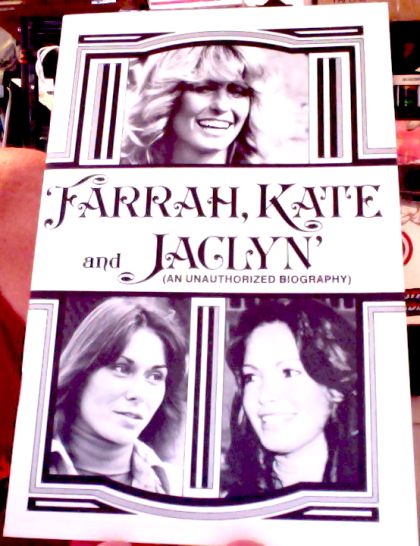 FARRAH, KATE
and JACLYN'
(AN UNAUTHORIZED BIOGRAPHY)